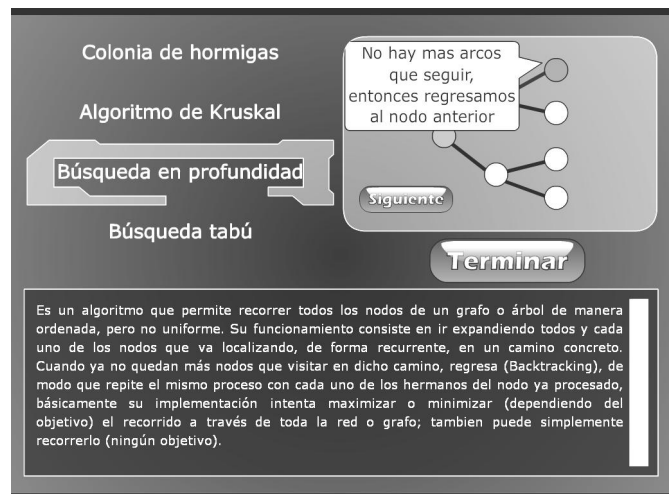 Colonia de hormigas
Algoritmo de Kruskal
Búsqueda en profundidad
Búsqueda tabú
No hay mas arcos
que seguir,
entonces regresamos
al nodo anterior
Siguiente
Terminar
Es un algoritmo que permite recorrer todos los nodos de un grafo o árbol de manera
ordenada, pero no uniforme. Su funcionamiento consiste en ir expandiendo todos y cada
uno de los nodos que va localizando, de forma recurrente, en un camino concreto.
Cuando ya no quedan más nodos que visitar en dicho camino, regresa (Backtracking), de
modo que repite el mismo proceso con cada uno de los hermanos del nodo ya procesado,
básicamente su implementación intenta maximizar o minimizar (dependiendo del
objetivo) el recorrido a través de toda la red o grafo; tambien puede simplemente
recorrerlo (ningún objetivo).